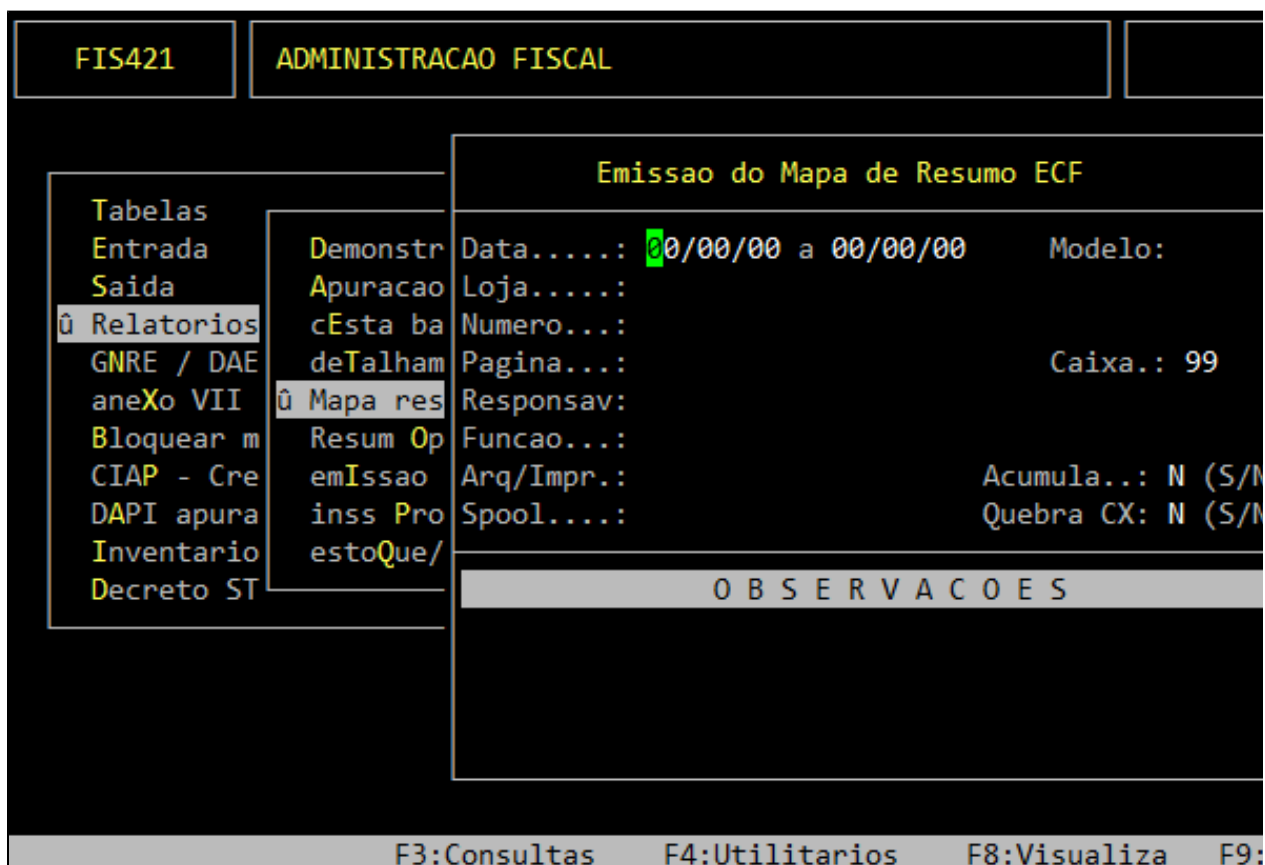 FIS421 ADMINISTRACAO FISCAL
Emissao do Mapa de Resumo ECF
Tabelas
Entrada Demonstr Data.....: 00/00/00 a 00/00/00 Modelo:
Saida Apuracao Loja.....:
û Relatorios cEsta ba Numero...:
GNRE / DAE deTalham Pagina...: Caixa.: 99
aneXo VII û Mapa res Responsav:
Bloquear m Resum Op Funcao...:
CIAP - Cre emIssao Arq/Impr.: Acumula..: N (S/N
DAPI apura inss Pro Spool....: Quebra CX: N (S/N
Inventario estoQue/
Decreto ST O B S E R V A C O E S
F3:Consultas F4:Utilitarios F8:Visualiza F9: